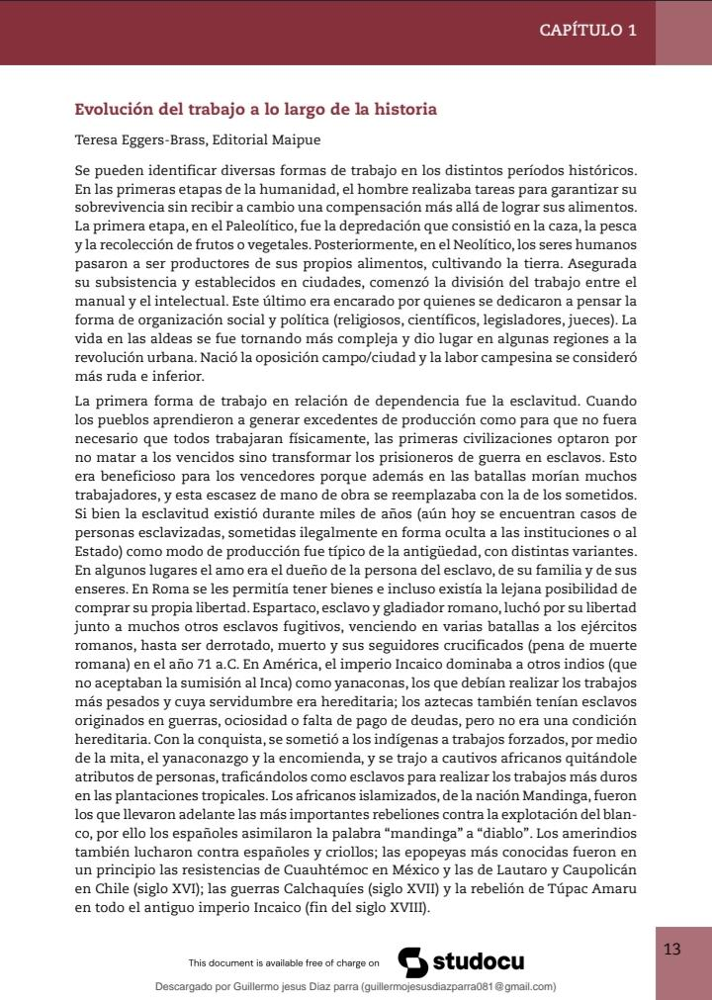 CAPÍTULO 1
Evolución del trabajo a lo largo de la historia
Teresa Eggers-Brass, Editorial Maipue
Se pueden identificar diversas formas de trabajo en los distintos períodos históricos.
En las primeras etapas de la humanidad, el hombre realizaba tareas para garantizar su
sobrevivencia sin recibir a cambio una compensación más allá de lograr sus alimentos.
La primera etapa, en el Paleolítico, fue la depredación que consistió en la caza, la pesca
y la recolección de frutos o vegetales. Posteriormente, en el Neolítico, los seres humanos
pasaron a ser productores de sus propios alimentos, cultivando la tierra. Asegurada
su subsistencia y establecidos en ciudades, comenzó la división del trabajo entre el
manual y el intelectual. Este último era encarado por quienes se dedicaron a pensar la
forma de organización social y política (religiosos, científicos, legisladores, jueces). La
vida en las aldeas se fue tornando más compleja y dio lugar en algunas regiones a la
revolución urbana. Nació la oposición campo/ciudad y la labor campesina se consideró
más ruda e inferior.
La primera forma de trabajo en relación de dependencia fue la esclavitud. Cuando
los pueblos aprendieron a generar excedentes de producción como para que no fuera
necesario que todos trabajaran físicamente, las primeras civilizaciones optaron por
no matar a los vencidos sino transformar los prisioneros de guerra en esclavos. Esto
era beneficioso para los vencedores porque además en las batallas morían muchos
trabajadores, y esta escasez de mano de obra se reemplazaba con la de los sometidos.
Si bien la esclavitud existió durante miles de años (aún hoy se encuentran casos de
personas esclavizadas, sometidas ilegalmente en forma oculta a las instituciones o al
Estado) como modo de producción fue típico de la antigüedad, con distintas variantes.
En algunos lugares el amo era el dueño de la persona del esclavo, de su familia y de sus
enseres. En Roma se les permitía tener bienes e incluso existía la lejana posibilidad de
comprar su propia libertad. Espartaco, esclavo y gladiador romano, luchó por su libertad
junto a muchos otros esclavos fugitivos, venciendo en varias batallas a los ejércitos
romanos, hasta ser derrotado, muerto y sus seguidores crucificados (pena de muerte
romana) en el año 71 a.C. En América, el imperio Incaico dominaba a otros indios (que
no aceptaban la sumisión al Inca) como yanaconas, los que debían realizar los trabajos
más pesados y cuya servidumbre era hereditaria; los aztecas también tenían esclavos
originados en guerras, ociosidad o falta de pago de deudas, pero no era una condición
hereditaria. Con la conquista, se sometió a los indígenas a trabajos forzados, por medio
de la mita, el yanaconazgo y la encomienda, y se trajo a cautivos africanos quitándole
atributos de personas, traficándolos como esclavos para realizar los trabajos más duros
en las plantaciones tropicales. Los africanos islamizados, de la nación Mandinga, fueron
los que llevaron adelante las más importantes rebeliones contra la explotación del blan-
co, por ello los españoles asimilaron la palabra “mandinga” a “diablo”. Los amerindios
también lucharon contra españoles y criollos; las epopeyas más conocidas fueron en
un principio las resistencias de Cuauhtémoc en México y las de Lautaro y Caupolicán
en Chile (siglo XVI); las guerras Calchaquíes (siglo XVII) y la rebelión de Túpac Amaru
en todo el antiguo imperio Incaico (fin del siglo XVIII).
13
This document is available free of charge on studocu
Descargado por Guillermo jesus Diaz parra (guillermojesusdiazparra081@gmail.com)